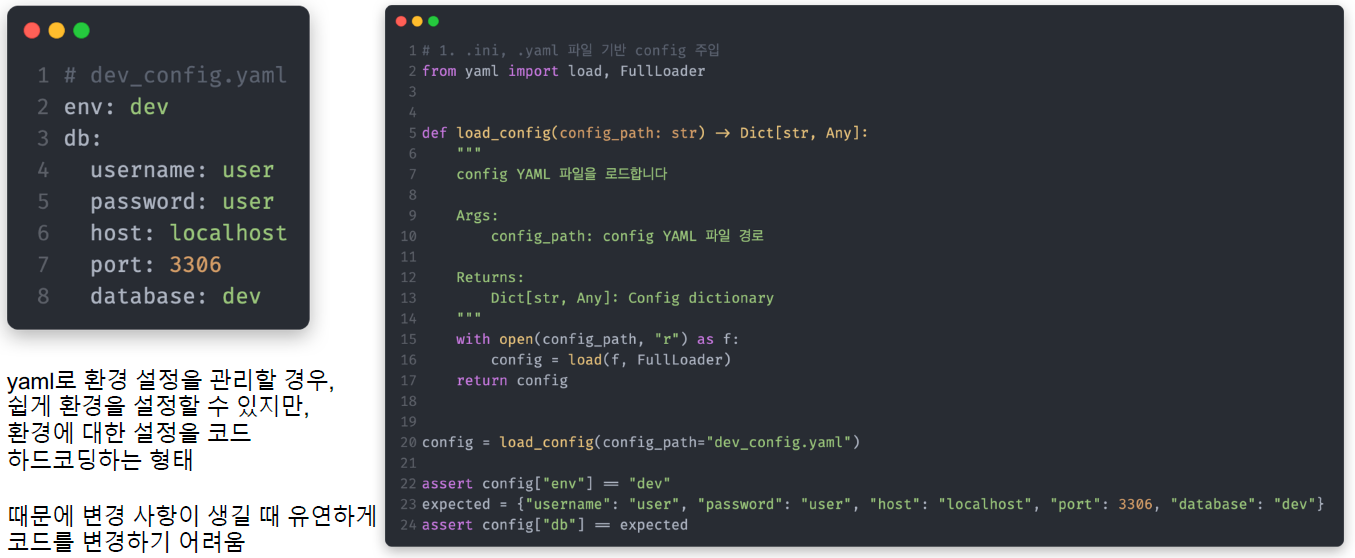 1 # dev_config.yaml
2 env: dev
3 db:
4   username: user
5   password: user
6   host: localhost
7   port: 3306
8   database: dev
yaml로 환경 설정을 관리할 경우,
쉽게 환경을 설정할 수 있지만,
환경에 대한 설정을 코드
하드코딩하는 형태
때문에 변경 사항이 생길 때 유연하게
코드를 변경하기 어려움
1 # 1. .ini, .yaml 파일 기반 config 주입
2 from yaml import load, FullLoader
3
4
5 def load_config(config_path: str) → Dict[str, Any]:
6     """
7     config YAML 파일을 로드합니다
8
9     Args:
10         config_path: config YAML 파일 경로
11
12     Returns:
13         Dict[str, Any]: Config dictionary
14     """
15     with open(config_path, "r") as f:
16         config = load(f, FullLoader)
17     return config
18
19
20 config = load_config(config_path="dev_config.yaml")
21
22 assert config["env"] == "dev"
23 expected = {"username": "user", "password": "user", "host": "localhost", "port": 3306, "database": "dev"}
24 assert config["db"] == expected